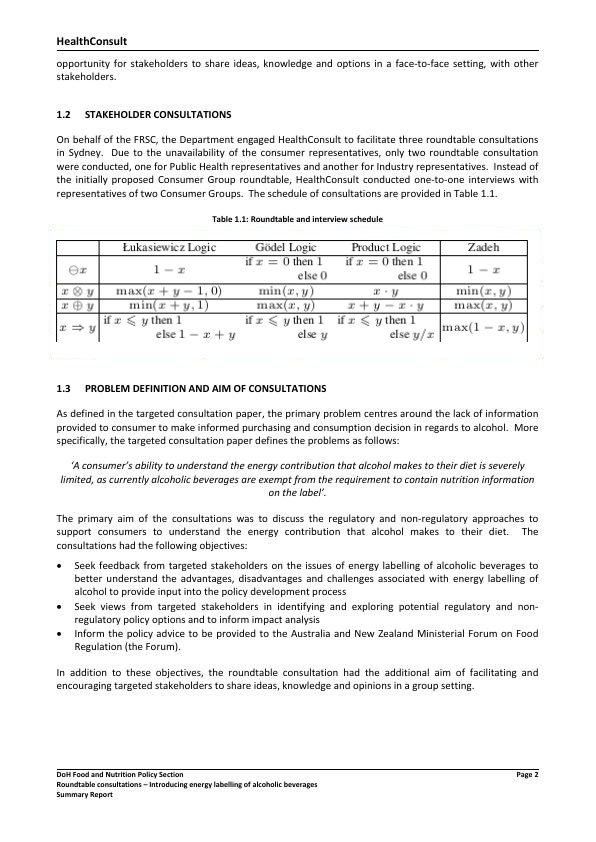 HealthConsult
opportunity for stakeholders to share ideas, knowledge and options in a face-to-face setting, with other
stakeholders.
1.2 STAKEHOLDER CONSULTATIONS
On behalf of the FRSC, the Department engaged HealthConsult to facilitate three roundtable consultations
in Sydney. Due to the unavailability of the consumer representatives, only two roundtable consultation
were conducted, one for Public Health representatives and another for Industry representatives. Instead of
the initially proposed Consumer Group roundtable, HealthConsult conducted one-to-one interviews with
representatives of two Consumer Groups. The schedule of consultations are provided in Table 1.1.
Table 1.1: Roundtable and interview schedule
Łukasiewicz Logic Gödel Logic Product Logic Zadeh
⊖x 1 − x if x = 0 then 1 else 0 if x = 0 then 1 else 0 1 − x
x ⊗ y max(x + y − 1, 0) min(x, y) x · y min(x, y)
x ⊕ y min(x + y, 1) max(x, y) x + y − x · y max(x, y)
x ⇒ y if x ⩽ y then 1 else 1 − x + y if x ⩽ y then 1 else y if x ⩽ y then 1 else y/x max(1 − x, y)
1.3 PROBLEM DEFINITION AND AIM OF CONSULTATIONS
As defined in the targeted consultation paper, the primary problem centres around the lack of information
provided to consumer to make informed purchasing and consumption decision in regards to alcohol. More
specifically, the targeted consultation paper defines the problems as follows:
‘A consumer’s ability to understand the energy contribution that alcohol makes to their diet is severely
limited, as currently alcoholic beverages are exempt from the requirement to contain nutrition information
on the label’.
The primary aim of the consultations was to discuss the regulatory and non-regulatory approaches to
support consumers to understand the energy contribution that alcohol makes to their diet. The
consultations had the following objectives:
• Seek feedback from targeted stakeholders on the issues of energy labelling of alcoholic beverages to
better understand the advantages, disadvantages and challenges associated with energy labelling of
alcohol to provide input into the policy development process
• Seek views from targeted stakeholders in identifying and exploring potential regulatory and non-
regulatory policy options and to inform impact analysis
• Inform the policy advice to be provided to the Australia and New Zealand Ministerial Forum on Food
Regulation (the Forum).
In addition to these objectives, the roundtable consultation had the additional aim of facilitating and
encouraging targeted stakeholders to share ideas, knowledge and opinions in a group setting.
DoH Food and Nutrition Policy Section Page 2
Roundtable consultations – Introducing energy labelling of alcoholic beverages
Summary Report